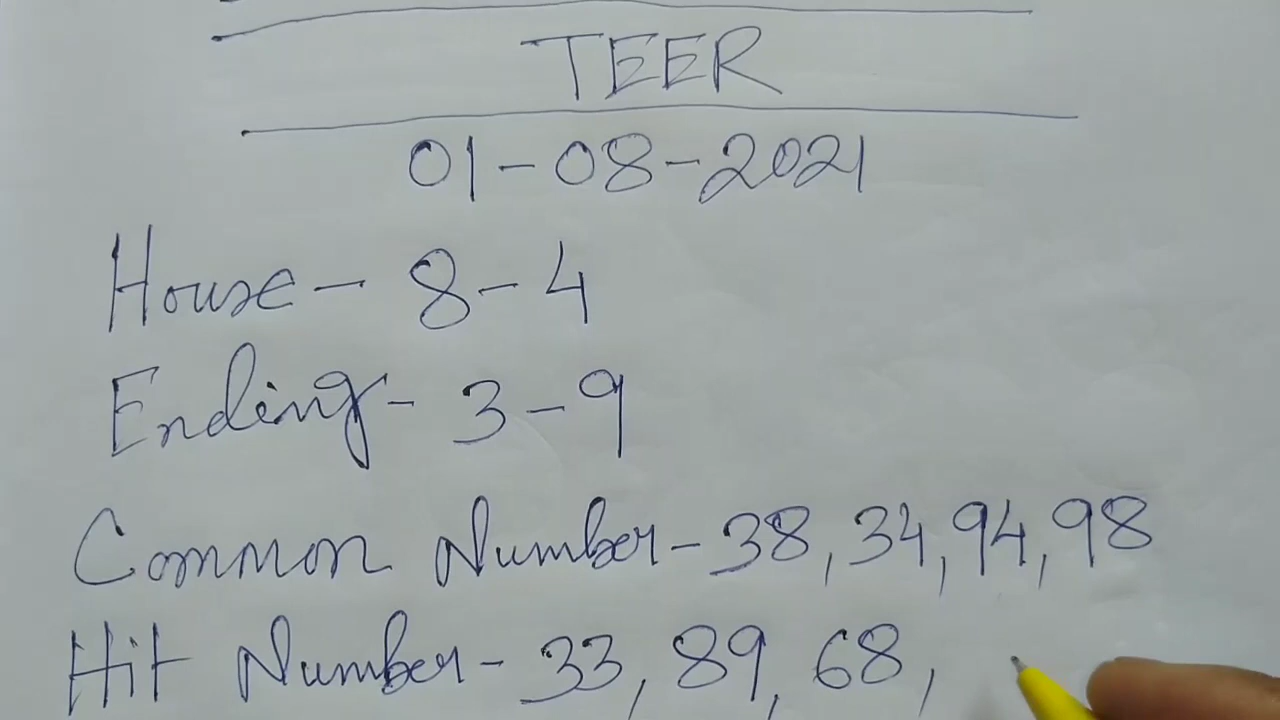 TEER
01-08-2021
House - 8-4
Ending - 3-9
Common Number - 38, 34, 94, 98
Hit Number - 33, 89, 68,